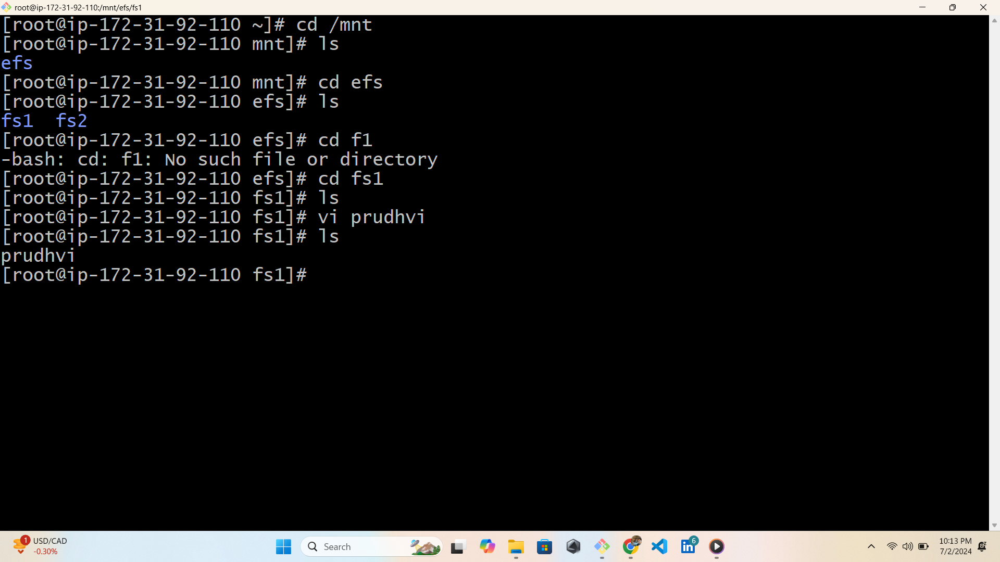 root@ip-172-31-92-110:/mnt/efs/fs1
[root@ip-172-31-92-110 ~]# cd /mnt
[root@ip-172-31-92-110 mnt]# ls
efs
[root@ip-172-31-92-110 mnt]# cd efs
[root@ip-172-31-92-110 efs]# ls
fs1  fs2
[root@ip-172-31-92-110 efs]# cd f1
-bash: cd: f1: No such file or directory
[root@ip-172-31-92-110 efs]# cd fs1
[root@ip-172-31-92-110 fs1]# ls
[root@ip-172-31-92-110 fs1]# vi prudhvi
[root@ip-172-31-92-110 fs1]# ls
prudhvi
[root@ip-172-31-92-110 fs1]#
1
USD/CAD
-0.30%
Search
in
6
10:13 PM
7/2/2024